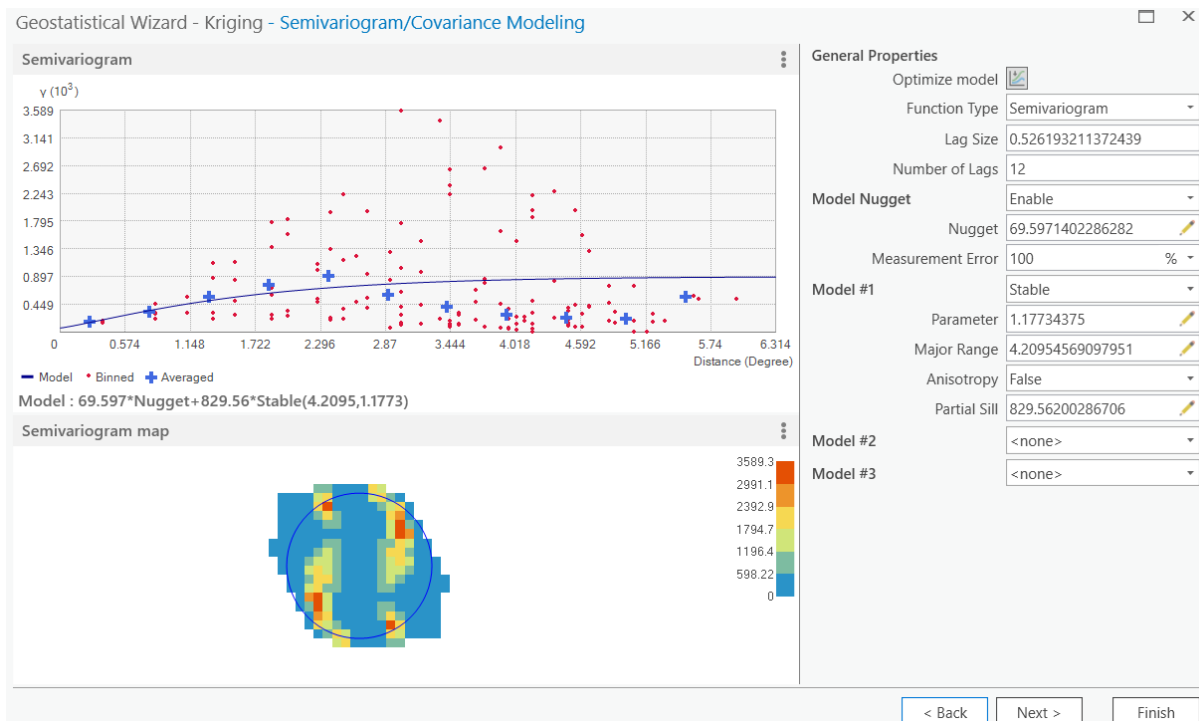 Geostatistical Wizard - Kriging - Semivariogram/Covariance Modeling
Semivariogram
γ (10³)
3.589
3.141
2.692
2.243
1.795
1.346
0.897
0.449
0 0.574 1.148 1.722 2.296 2.87 3.444 4.018 4.592 5.166 5.74 6.314
Distance (Degree)
Model Binned Averaged
Model : 69.597*Nugget+829.56*Stable(4.2095,1.1773)
Semivariogram map
3589.3
2991.1
2392.9
1794.7
1196.4
598.22
0
General Properties
Optimize model
Function Type Semivariogram
Lag Size 0.526193211372439
Number of Lags 12
Model Nugget Enable
Nugget 69.5971402286282
Measurement Error 100 %
Model #1 Stable
Parameter 1.17734375
Major Range 4.20954569097951
Anisotropy False
Partial Sill 829.56200286706
Model #2 <none>
Model #3 <none>
< Back Next > Finish